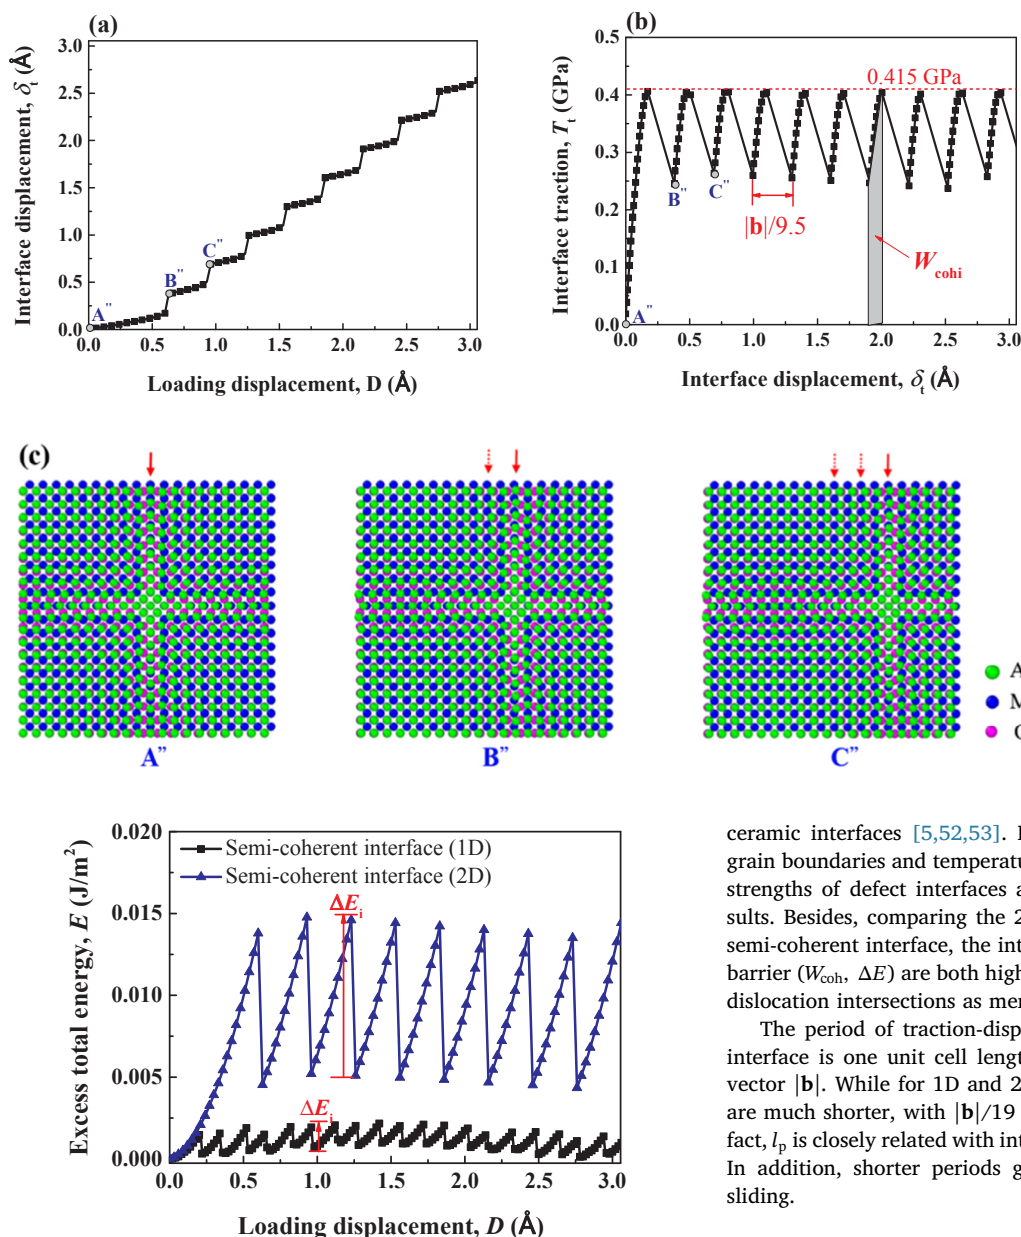 (a)
3.0
2.5
2.0
1.5
1.0
0.5
0.0
Interface displacement, δt (Å)
A"
B"
C"
0.0 0.5 1.0 1.5 2.0 2.5 3.0
Loading displacement, D (Å)
(b)
0.5
0.4
0.3
0.2
0.1
0.0
Interface traction, Tt (GPa)
0.415 GPa
B"
C"
|b|/9.5
Wcohi
A"
0.0 0.5 1.0 1.5 2.0 2.5 3.0
Interface displacement, δt (Å)
(c)
A”
B”
C”
A
M
0.020
0.015
0.010
0.005
0.000
Excess total energy, E (J/m²)
Semi-coherent interface (1D)
Semi-coherent interface (2D)
ΔEi
ΔEi
0.0 0.5 1.0 1.5 2.0 2.5 3.0
Loading displacement, D (Å)
ceramic interfaces [5,52,53].
grain boundaries and temperatu
strengths of defect interfaces a
sults. Besides, comparing the 2
semi-coherent interface, the int
barrier (Wcoh, ΔE) are both high
dislocation intersections as mer
The period of traction-disp
interface is one unit cell length
vector |b|. While for 1D and 2
are much shorter, with |b|/19
fact, lp is closely related with int
In addition, shorter periods g
sliding.